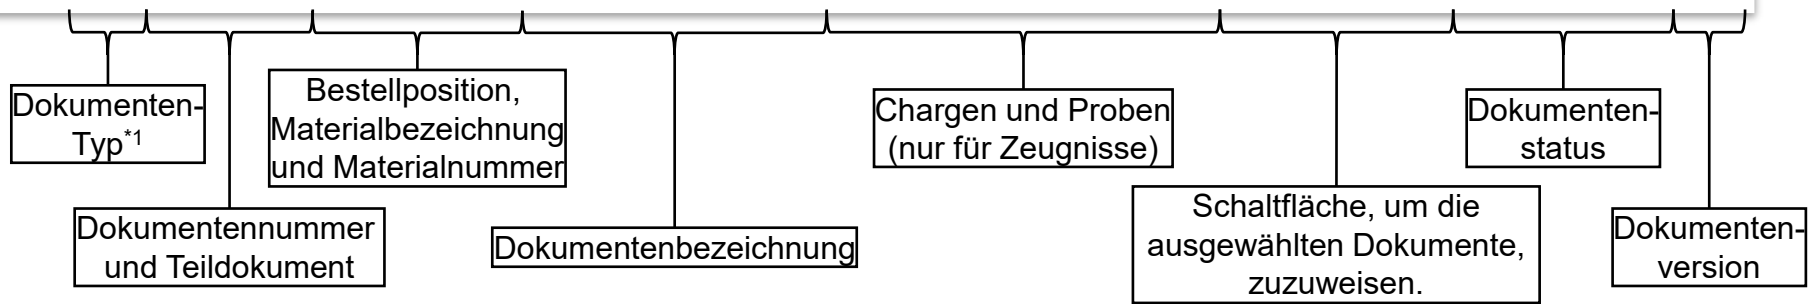 Dokumenten-
Typ*1
Dokumentennummer
und Teildokument
Bestellposition,
Materialbezeichnung
und Materialnummer
Dokumentenbezeichnung
Chargen und Proben
(nur für Zeugnisse)
Schaltfläche, um die
ausgewählten Dokumente,
zuzuweisen.
Dokumenten-
status
Dokumenten-
version